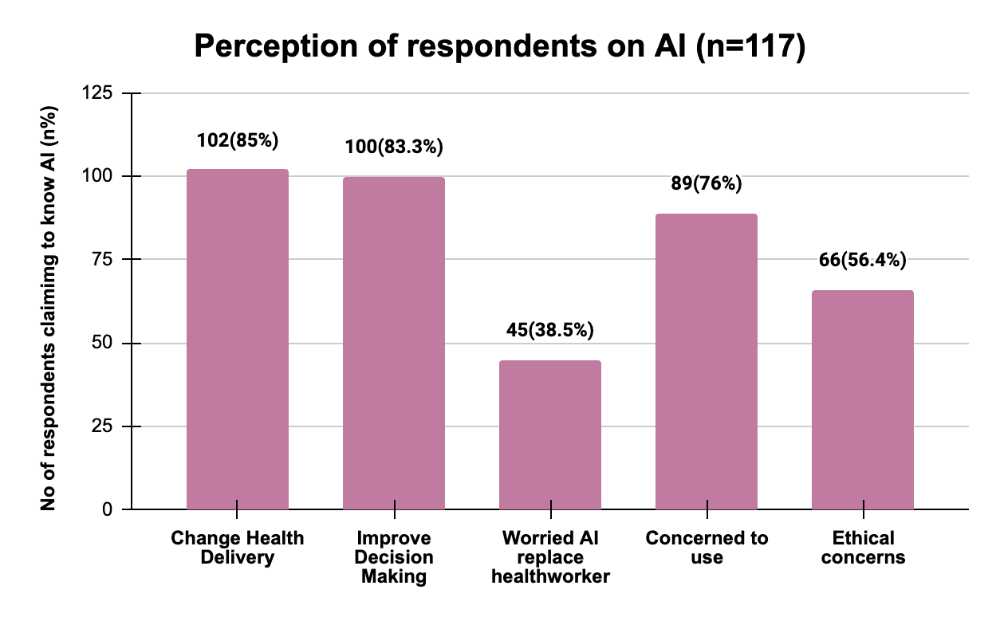 Perception of respondents on AI (n=117)
No of respondents claimimg to know AI (n%)
125
100
75
50
25
0
102(85%)
100(83.3%)
45(38.5%)
89(76%)
66(56.4%)
Change Health
Delivery
Improve
Decision
Making
Worried AI
replace
healthworker
Concerned to
use
Ethical
concerns